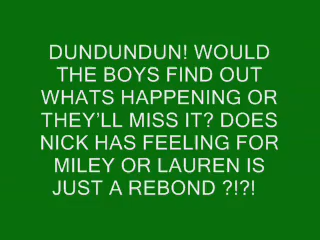 DUNDUNDUN! WOULD
THE BOYS FIND OUT
WHATS HAPPENING OR
THEY’LL MISS IT? DOES
NICK HAS FEELING FOR
MILEY OR LAUREN IS
JUST A REBOND ?!?!